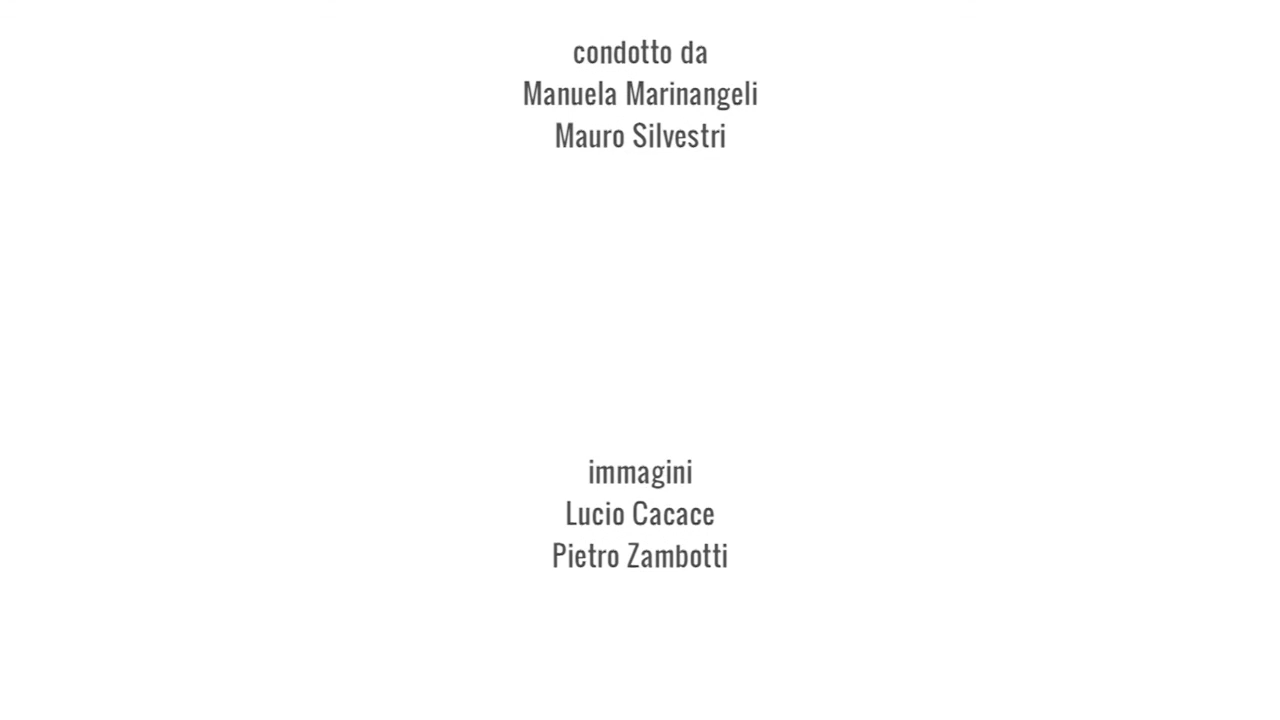 condotto da
Manuela Marinangeli
Mauro Silvestri
immagini
Lucio Cacace
Pietro Zambotti